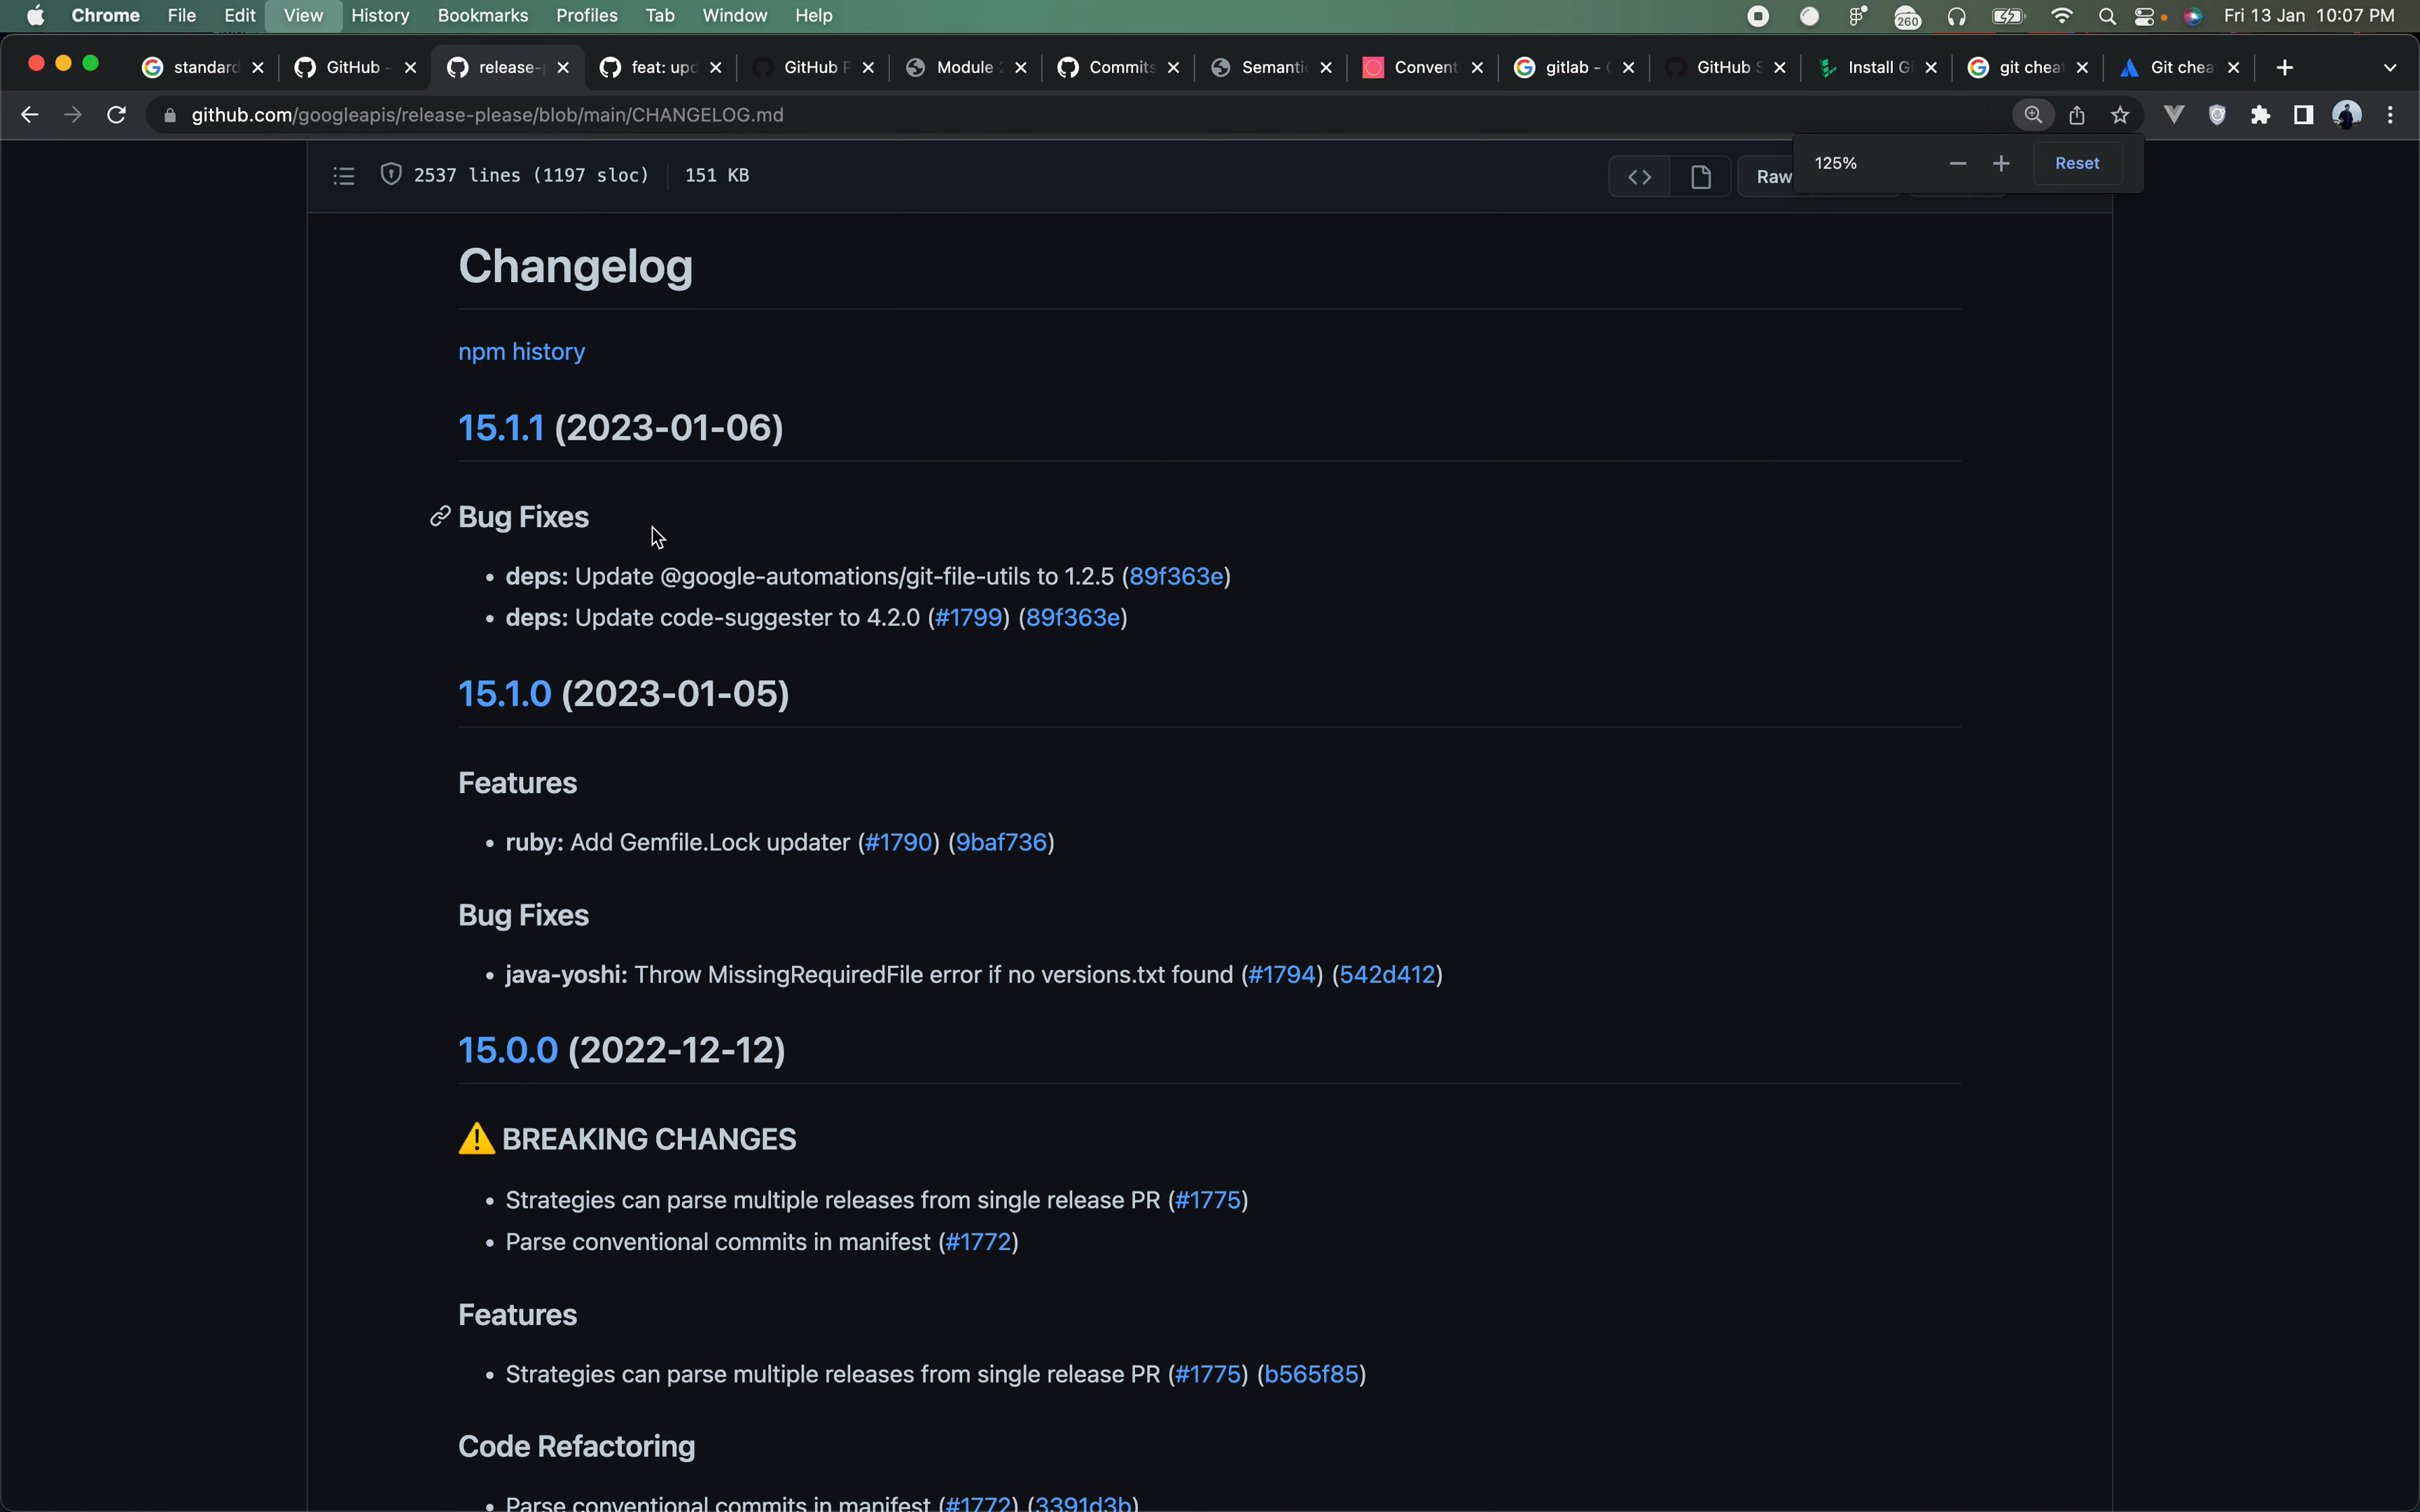 Chrome File Edit View History Bookmarks Profiles Tab Window Help 260 Fri 13 Jan 10:07 PM
standard GitHub - release- feat: upd GitHub Module Commits Semantic Convent gitlab - GitHub Install Gi git cheat Git chea
github.com/googleapis/release-please/blob/main/CHANGELOG.md
125% Reset
2537 lines (1197 sloc) 151 KB Raw
Changelog
npm history
15.1.1 (2023-01-06)
Bug Fixes
• deps: Update @google-automations/git-file-utils to 1.2.5 (89f363e)
• deps: Update code-suggester to 4.2.0 (#1799) (89f363e)
15.1.0 (2023-01-05)
Features
• ruby: Add Gemfile.Lock updater (#1790) (9baf736)
Bug Fixes
• java-yoshi: Throw MissingRequiredFile error if no versions.txt found (#1794) (542d412)
15.0.0 (2022-12-12)
⚠ BREAKING CHANGES
• Strategies can parse multiple releases from single release PR (#1775)
• Parse conventional commits in manifest (#1772)
Features
• Strategies can parse multiple releases from single release PR (#1775) (b565f85)
Code Refactoring
• Parse conventional commits in manifest (#1772) (3391d3b)